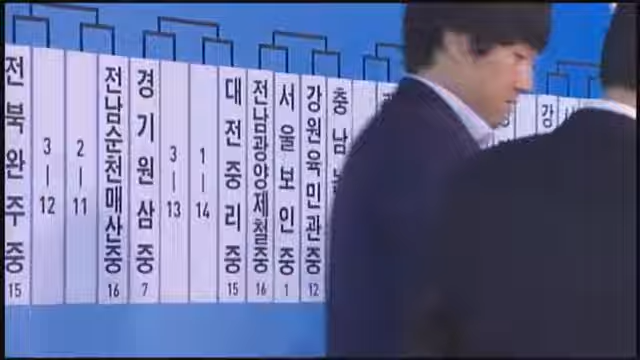 전북완주중
15
3-12
2-11
전남순천매산중
16
경기원삼중
7
3-13
1-14
대전중리중
15
전남광양제철중
16
서울보인중
1
강원육민관중
12
충남
강